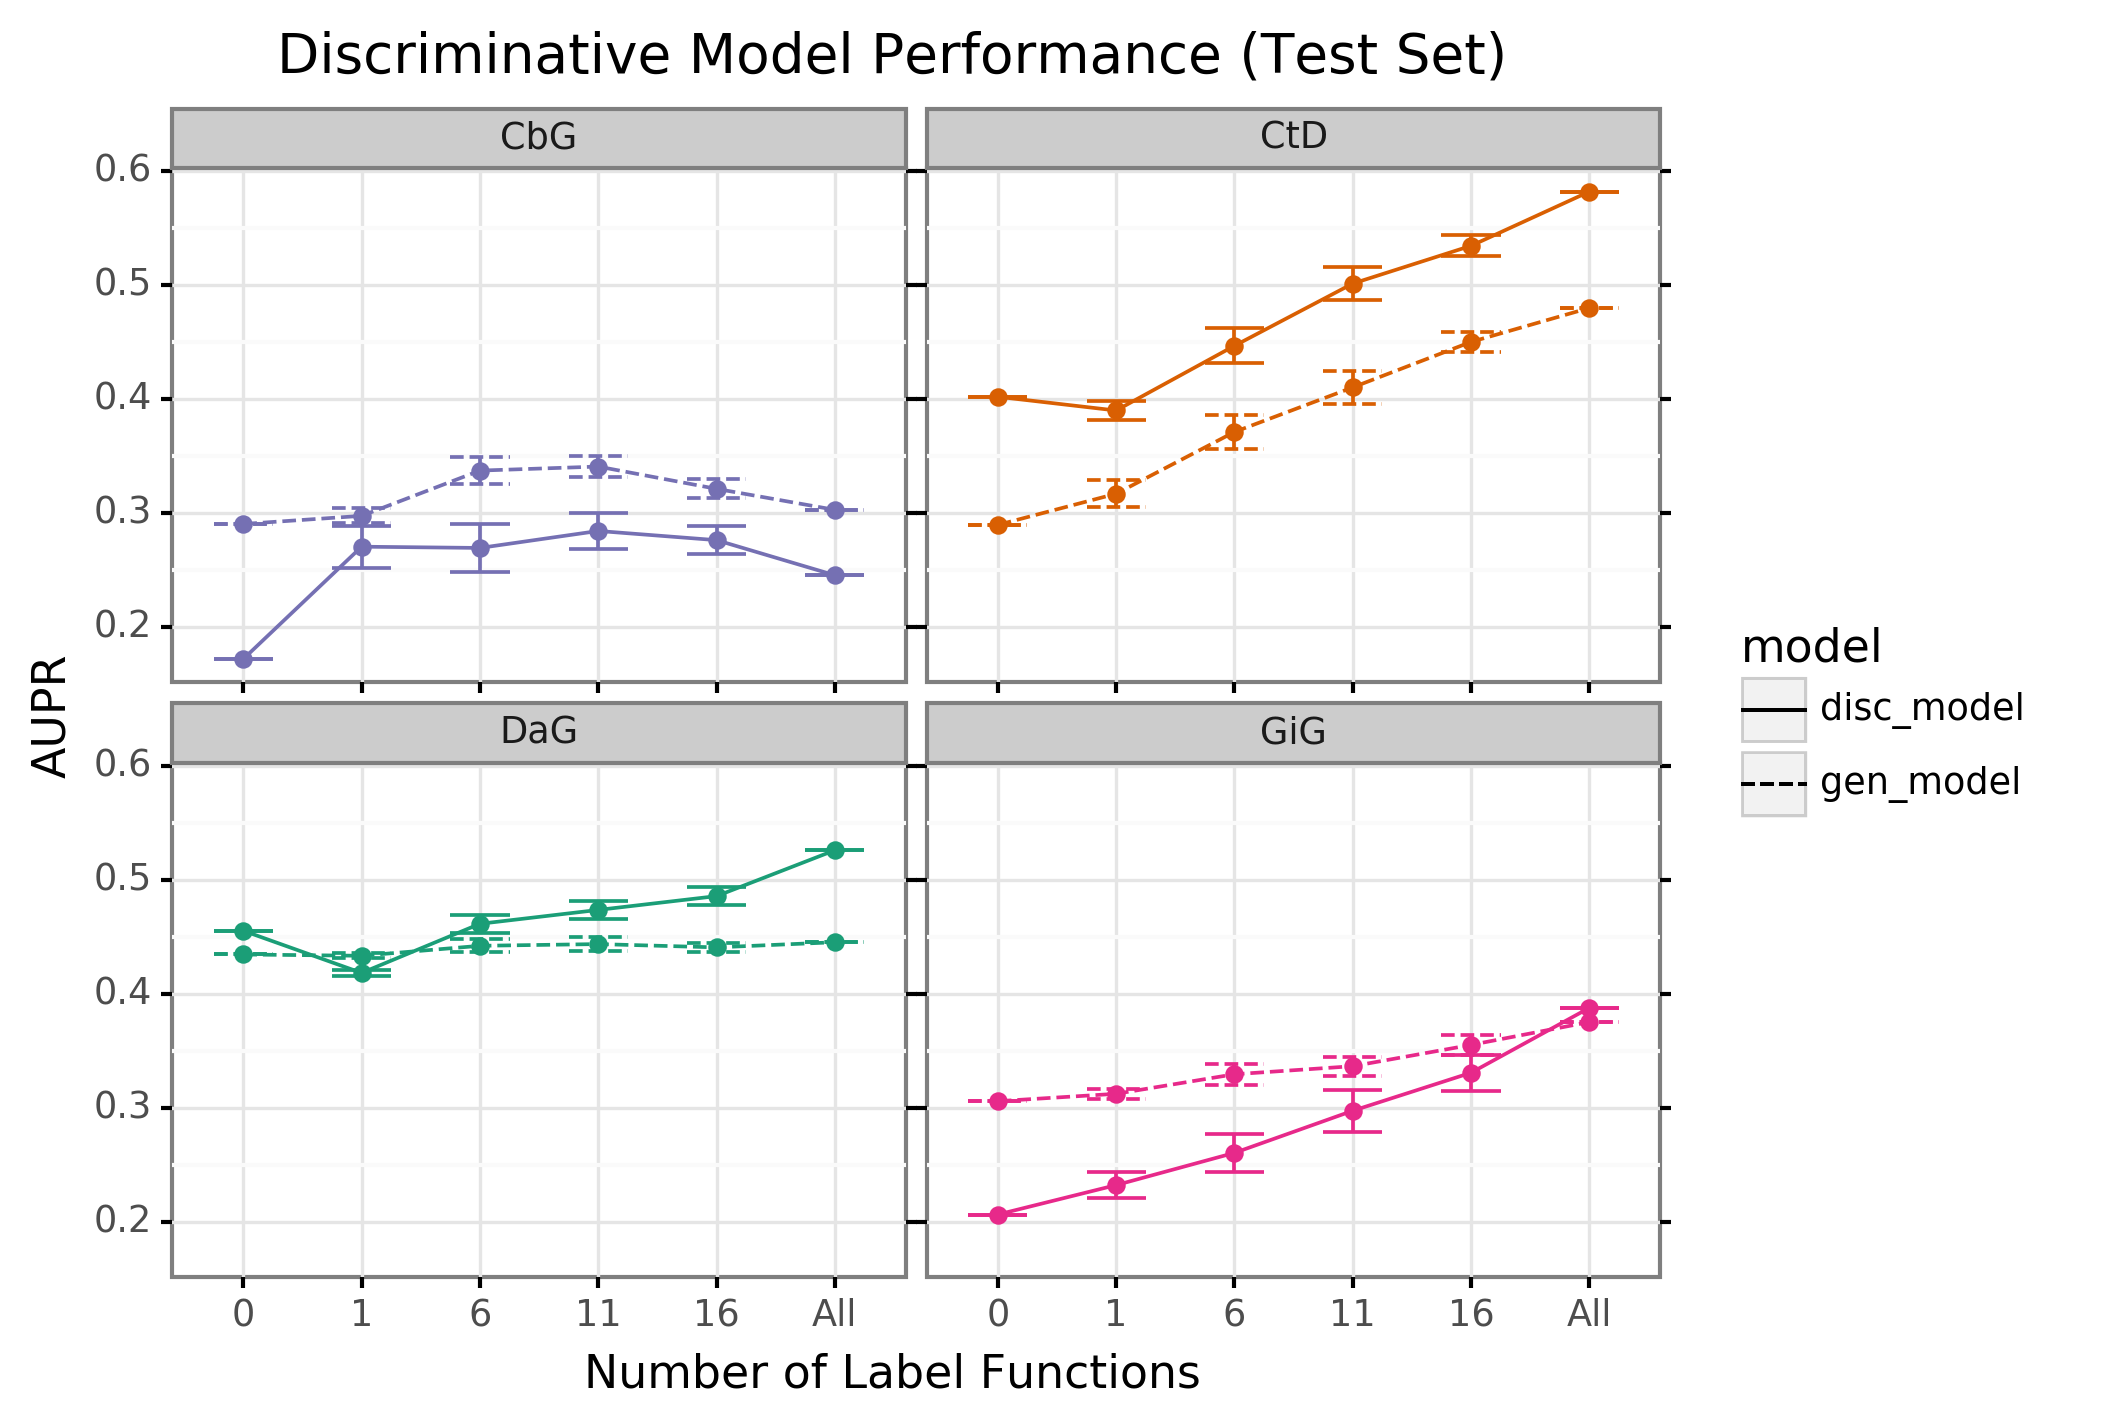 Discriminative Model Performance (Test Set)
CbG
CtD
0.6
0.5
0.4
0.3
0.2
AUPR
DaG
GiG
0.6
0.5
0.4
0.3
0.2
0 1 6 11 16 All
0 1 6 11 16 All
Number of Label Functions
model
disc_model
gen_model